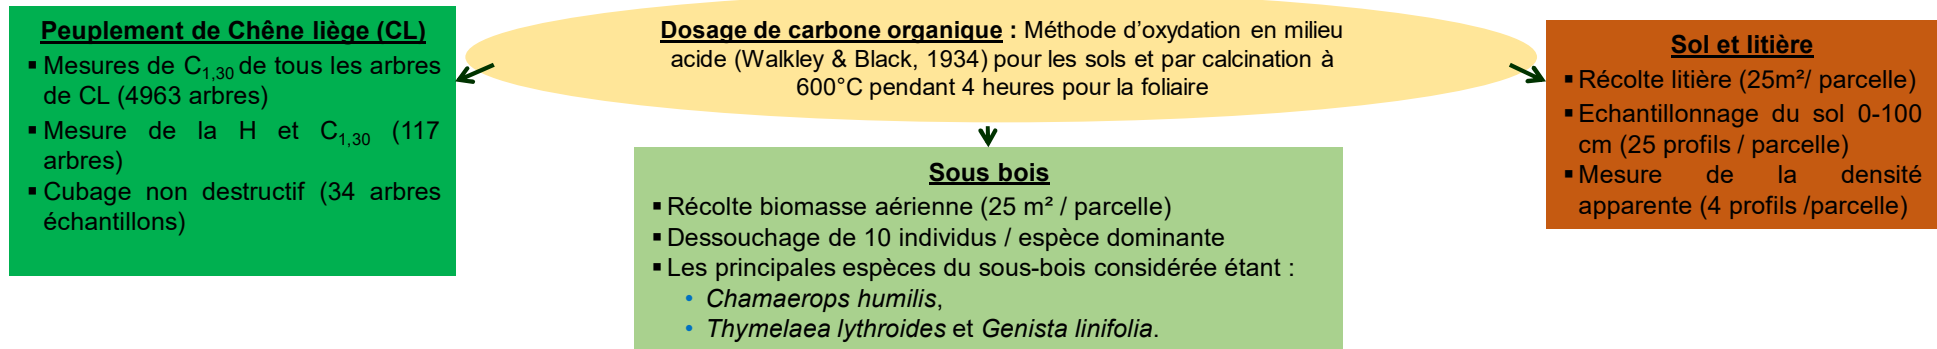 Peuplement de Chêne liège (CL)
▪ Mesures de C1,30 de tous les arbres
de CL (4963 arbres)
▪ Mesure de la H et C1,30 (117
arbres)
▪ Cubage non destructif (34 arbres
échantillons)
Dosage de carbone organique : Méthode d’oxydation en milieu
acide (Walkley & Black, 1934) pour les sols et par calcination à
600°C pendant 4 heures pour la foliaire
Sous bois
▪ Récolte biomasse aérienne (25 m² / parcelle)
▪ Dessouchage de 10 individus / espèce dominante
▪ Les principales espèces du sous-bois considérée étant :
• Chamaerops humilis,
• Thymelaea lythroides et Genista linifolia.
Sol et litière
▪ Récolte litière (25m²/ parcelle)
▪ Echantillonnage du sol 0-100
cm (25 profils / parcelle)
▪ Mesure de la densité
apparente (4 profils /parcelle)